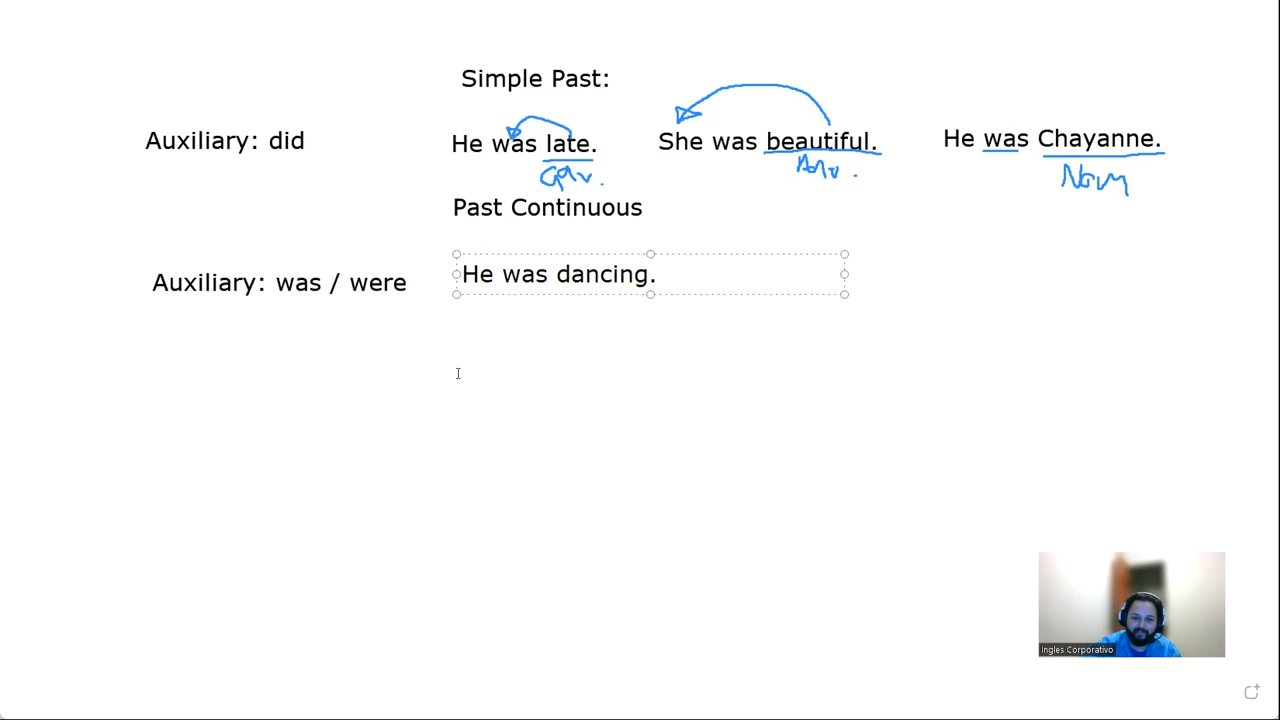 Simple Past:
Auxiliary: did
He was late.
She was beautiful.
He was Chayanne.
Past Continuous
Auxiliary: was / were
He was dancing.
Ingles Corporativo